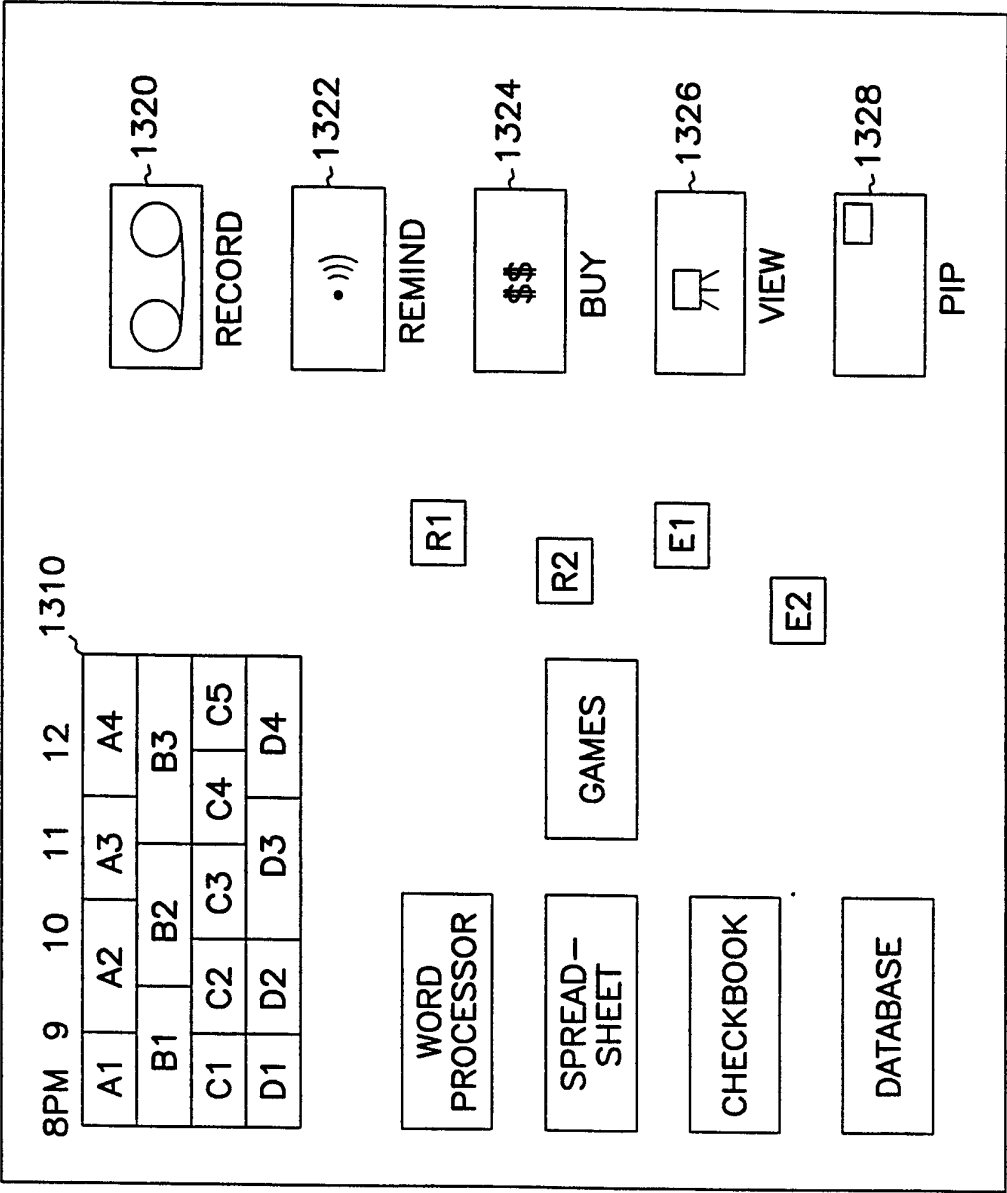 8PM 9 10 11 12
1310
A1 A2 A3 A4
B1 B2 B3
C1 C2 C3 C4 C5
D1 D2 D3 D4
WORD
PROCESSOR
SPREAD-
SHEET
CHECKBOOK
DATABASE
GAMES
R1
R2
E1
E2
1320
RECORD
1322
REMIND
1324
$$
BUY
1326
VIEW
1328
PIP